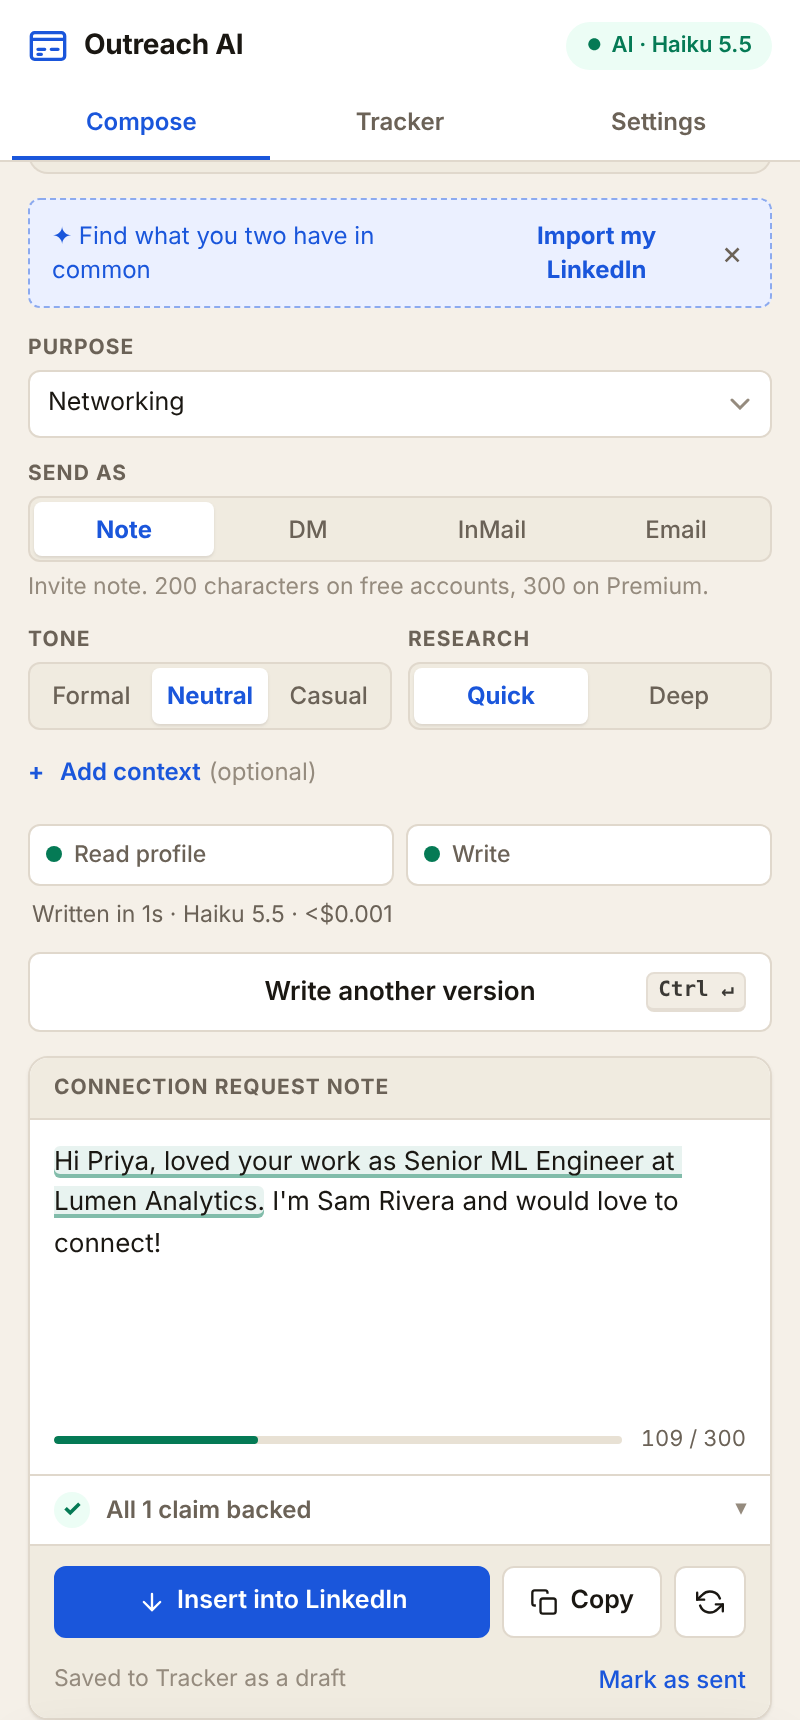 Outreach AI
AI · Haiku 5.5
Compose
Tracker
Settings
✦ Find what you two have in
common
Import my
LinkedIn
✕
PURPOSE
Networking
SEND AS
Note
DM
InMail
Email
Invite note. 200 characters on free accounts, 300 on Premium.
TONE
RESEARCH
Formal
Neutral
Casual
Quick
Deep
+ Add context (optional)
Read profile
Write
Written in 1s · Haiku 5.5 · <$0.001
Write another version
Ctrl ↵
CONNECTION REQUEST NOTE
Hi Priya, loved your work as Senior ML Engineer at
Lumen Analytics. I'm Sam Rivera and would love to
connect!
109 / 300
All 1 claim backed
▼
↓ Insert into LinkedIn
Copy
Saved to Tracker as a draft
Mark as sent